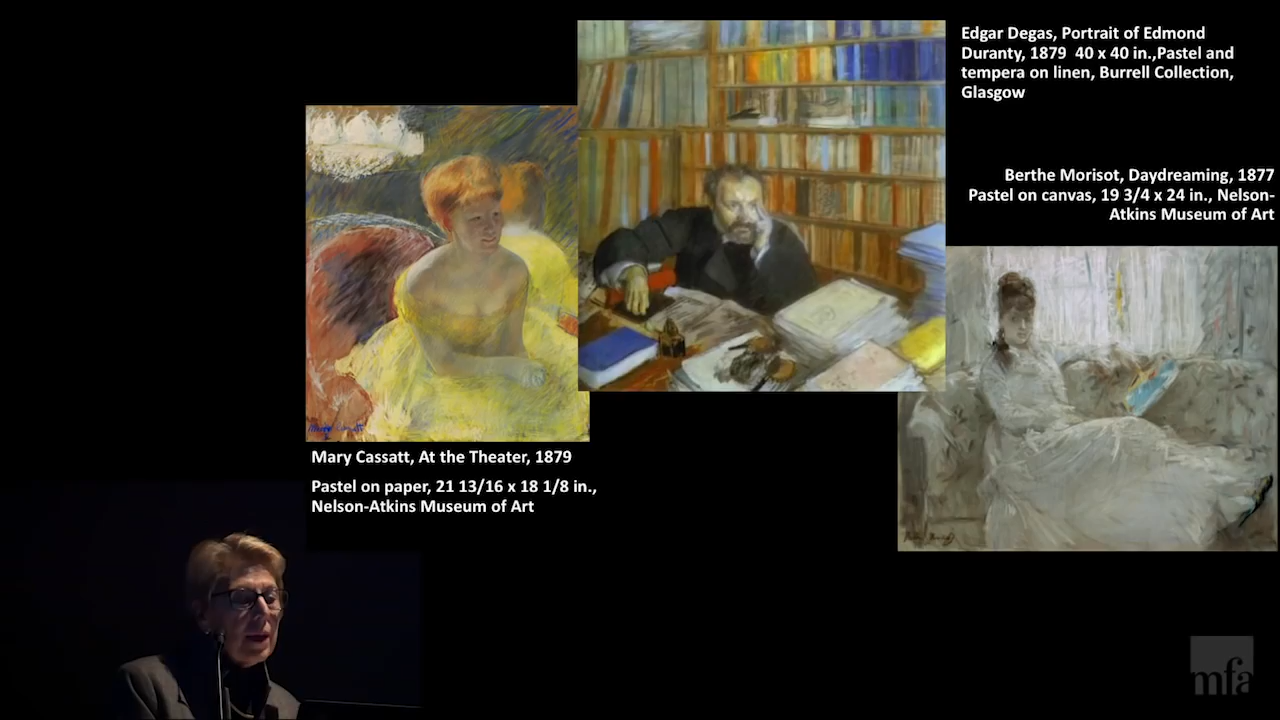 Edgar Degas, Portrait of Edmond
Duranty, 1879  40 x 40 in.,Pastel and
tempera on linen, Burrell Collection,
Glasgow
Berthe Morisot, Daydreaming, 1877
Pastel on canvas, 19 3/4 x 24 in., Nelson-
Atkins Museum of Art
Mary Cassatt, At the Theater, 1879
Pastel on paper, 21 13/16 x 18 1/8 in.,
Nelson-Atkins Museum of Art
mfa